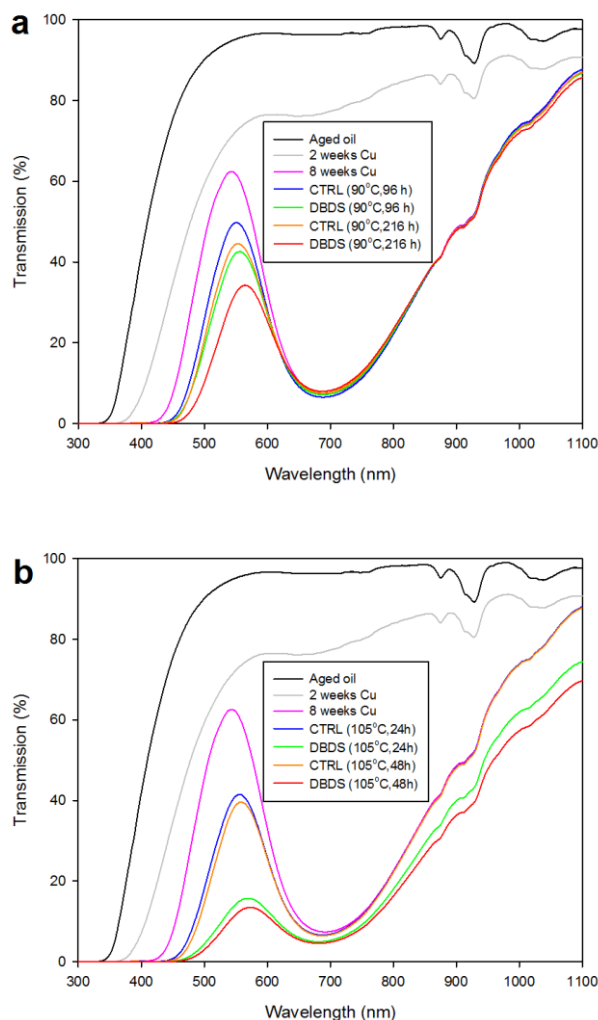 a
100
80
60
40
20
0
Transmission (%)
Aged oil
2 weeks Cu
8 weeks Cu
CTRL (90°C,96 h)
DBDS (90°C,96 h)
CTRL (90°C,216 h)
DBDS (90°C,216 h)
300 400 500 600 700 800 900 1000 1100
Wavelength (nm)
b
100
80
60
40
20
0
Transmission (%)
Aged oil
2 weeks Cu
8 weeks Cu
CTRL (105°C,24h)
DBDS (105°C,24h)
CTRL (105°C,48h)
DBDS (105°C,48h)
300 400 500 600 700 800 900 1000 1100
Wavelength (nm)